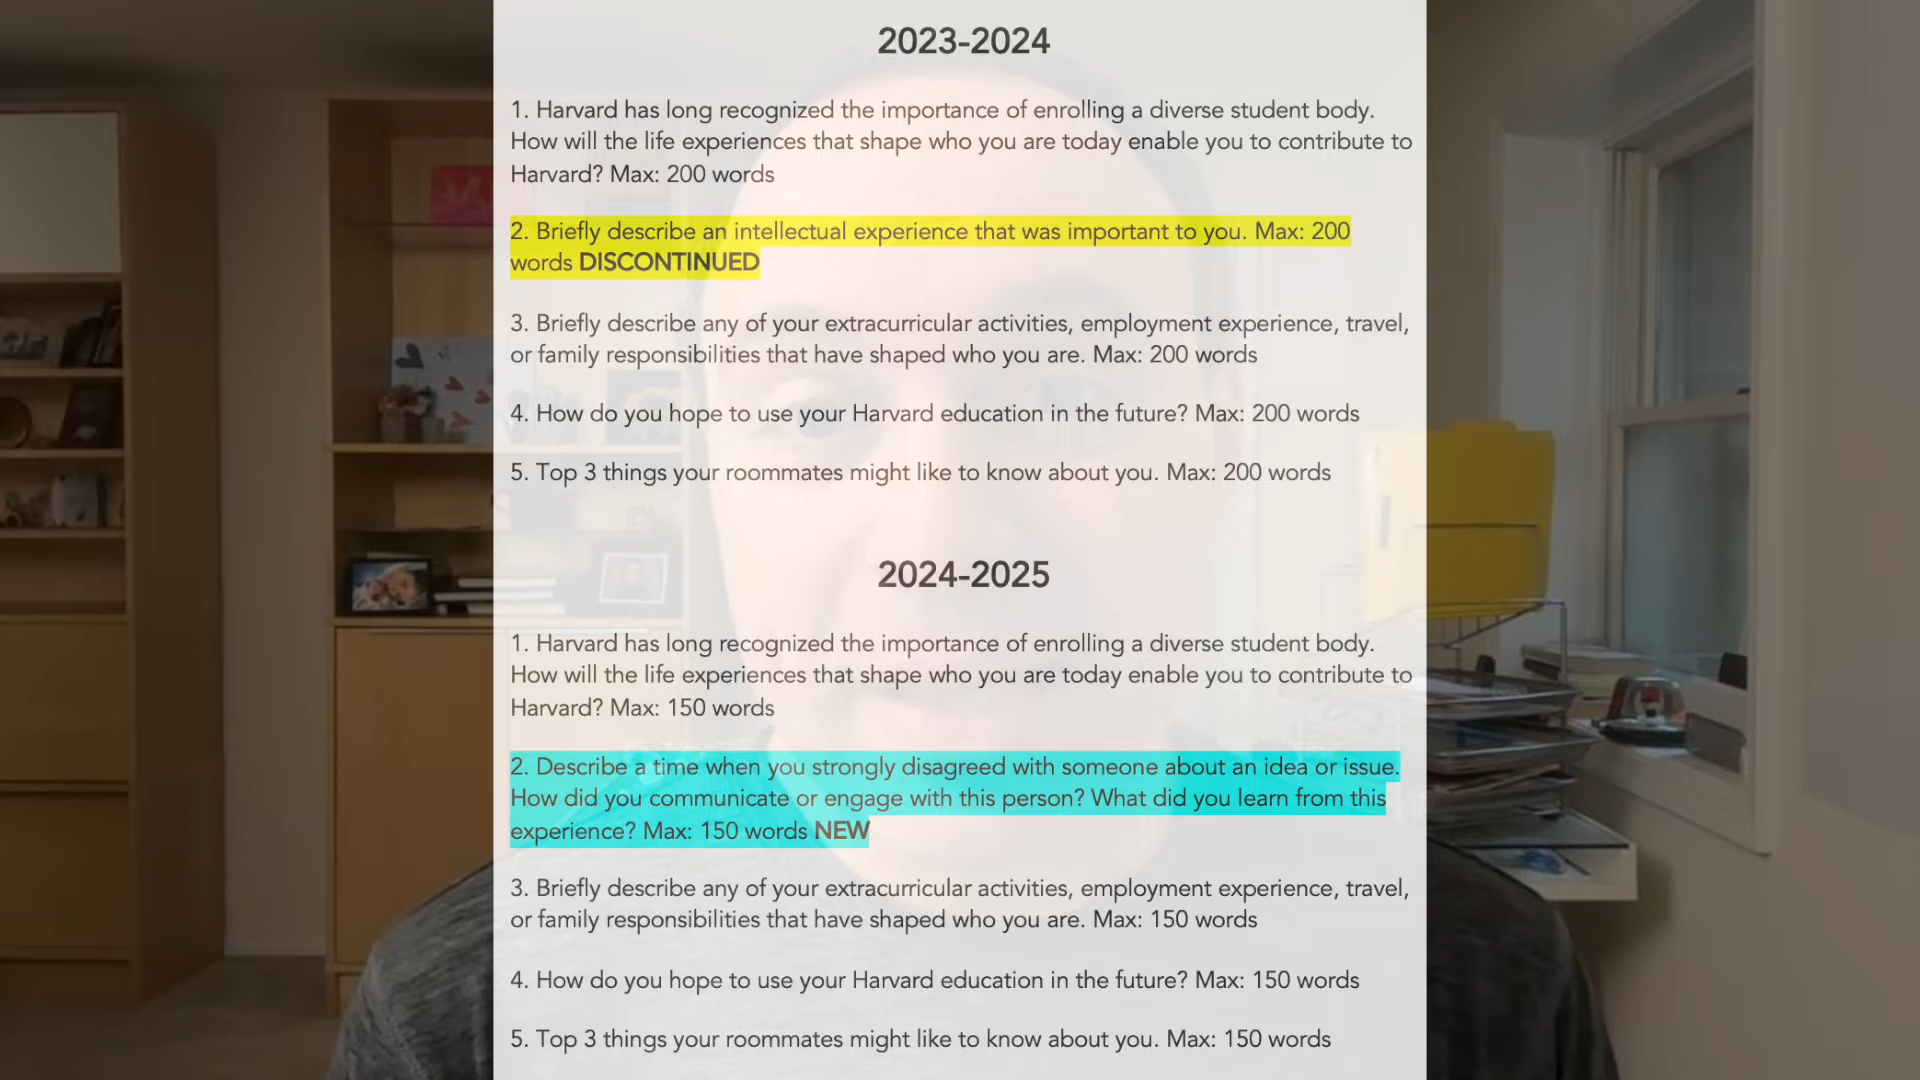 2023-2024
1. Harvard has long recognized the importance of enrolling a diverse student body.
How will the life experiences that shape who you are today enable you to contribute to
Harvard? Max: 200 words
2. Briefly describe an intellectual experience that was important to you. Max: 200
words DISCONTINUED
3. Briefly describe any of your extracurricular activities, employment experience, travel,
or family responsibilities that have shaped who you are. Max: 200 words
4. How do you hope to use your Harvard education in the future? Max: 200 words
5. Top 3 things your roommates might like to know about you. Max: 200 words
2024-2025
1. Harvard has long recognized the importance of enrolling a diverse student body.
How will the life experiences that shape who you are today enable you to contribute to
Harvard? Max: 150 words
2. Describe a time when you strongly disagreed with someone about an idea or issue.
How did you communicate or engage with this person? What did you learn from this
experience? Max: 150 words NEW
3. Briefly describe any of your extracurricular activities, employment experience, travel,
or family responsibilities that have shaped who you are. Max: 150 words
4. How do you hope to use your Harvard education in the future? Max: 150 words
5. Top 3 things your roommates might like to know about you. Max: 150 words